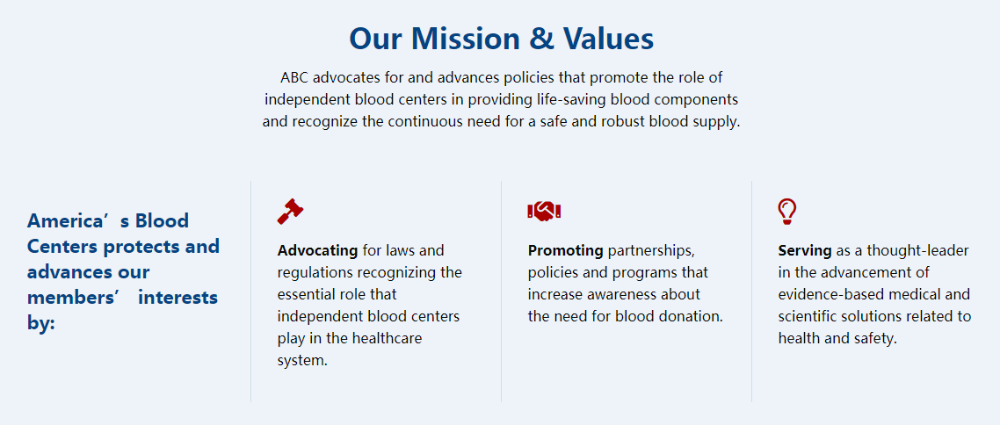 Our Mission & Values
ABC advocates for and advances policies that promote the role of
independent blood centers in providing life-saving blood components
and recognize the continuous need for a safe and robust blood supply.
America’s Blood
Centers protects and
advances our
members’ interests
by:
Advocating for laws and
regulations recognizing the
essential role that
independent blood centers
play in the healthcare
system.
Promoting partnerships,
policies and programs that
increase awareness about
the need for blood donation.
Serving as a thought-leader
in the advancement of
evidence-based medical and
scientific solutions related to
health and safety.